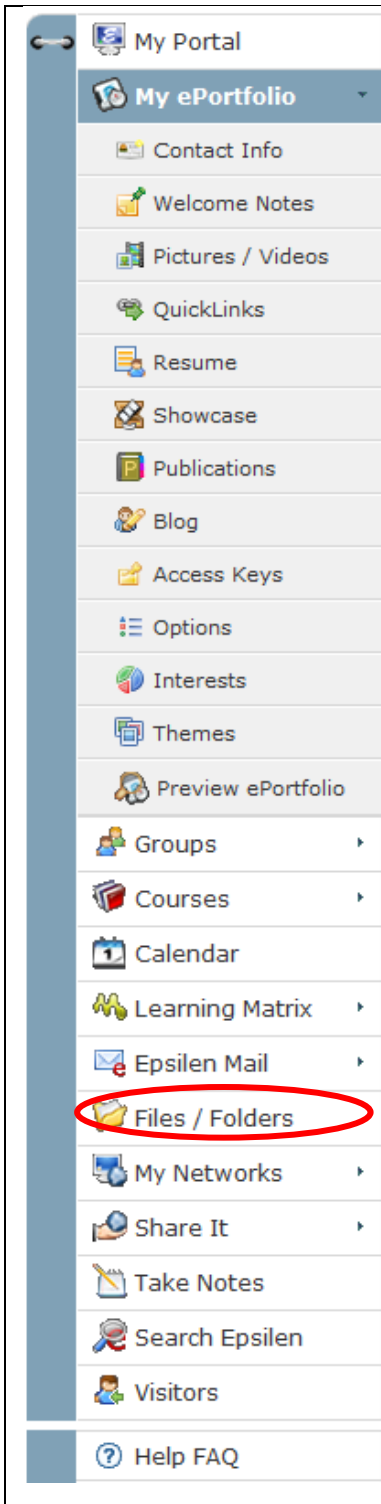 My Portal
My ePortfolio
Contact Info
Welcome Notes
Pictures / Videos
QuickLinks
Resume
Showcase
Publications
Blog
Access Keys
Options
Interests
Themes
Preview ePortfolio
Groups
Courses
Calendar
Learning Matrix
Epsilen Mail
Files / Folders
My Networks
Share It
Take Notes
Search Epsilen
Visitors
Help FAQ